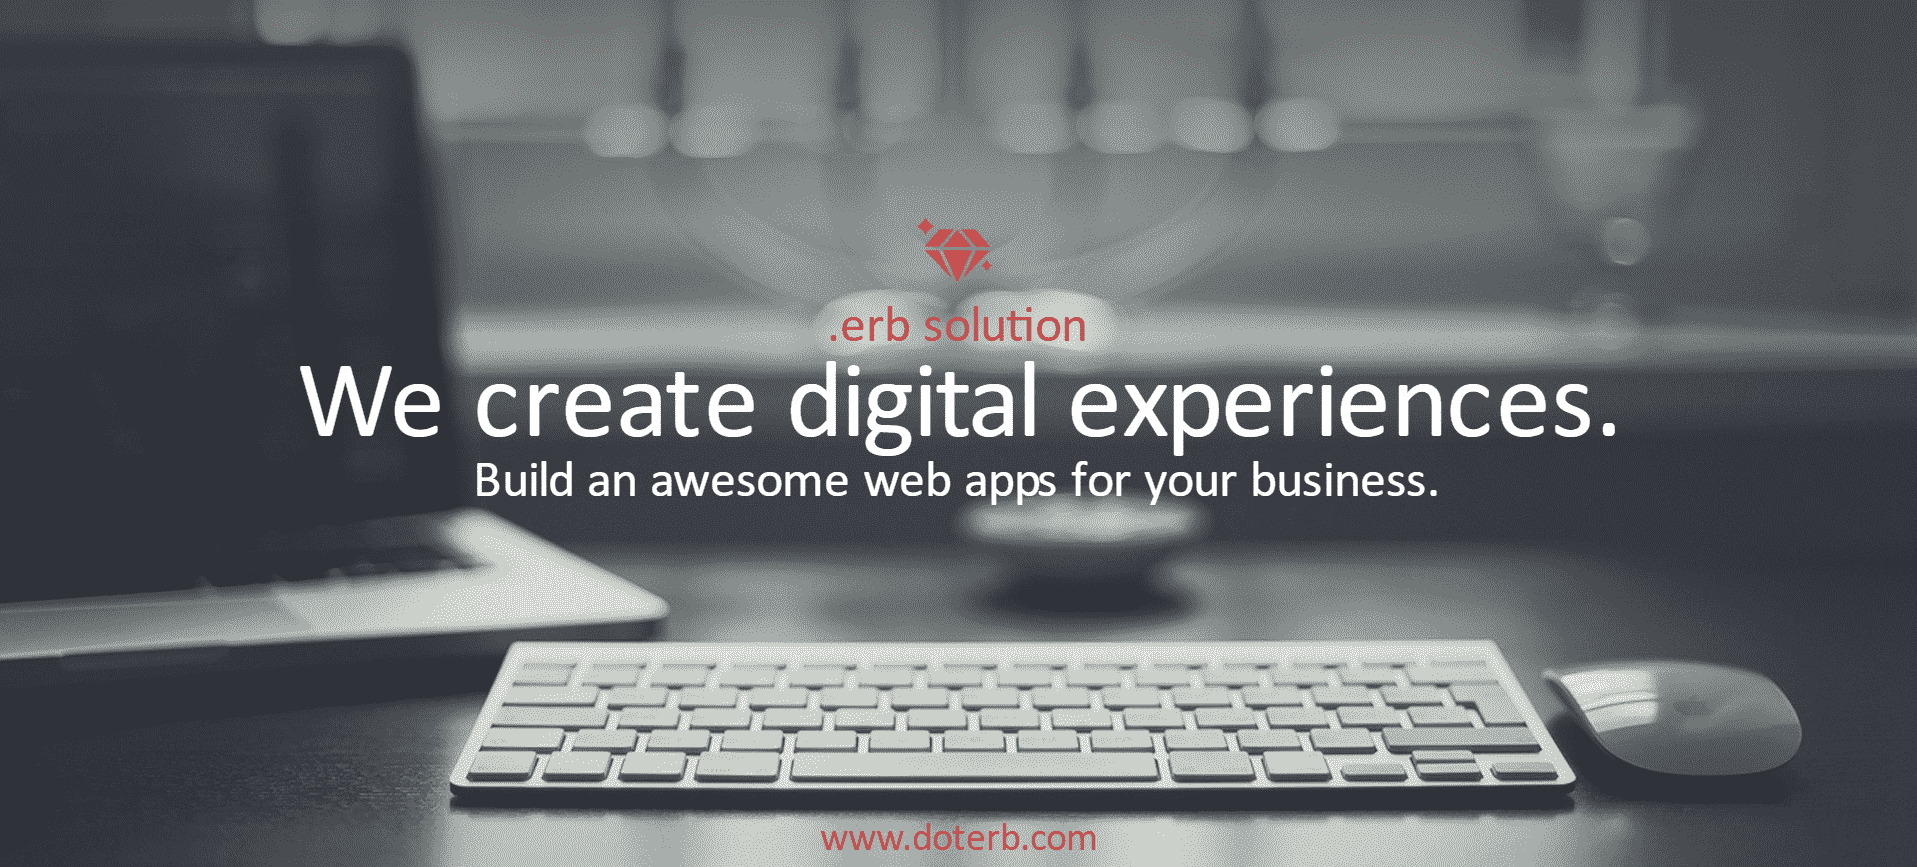 .erb solution
We create digital experiences.
Build an awesome web apps for your business.
www.doterb.com